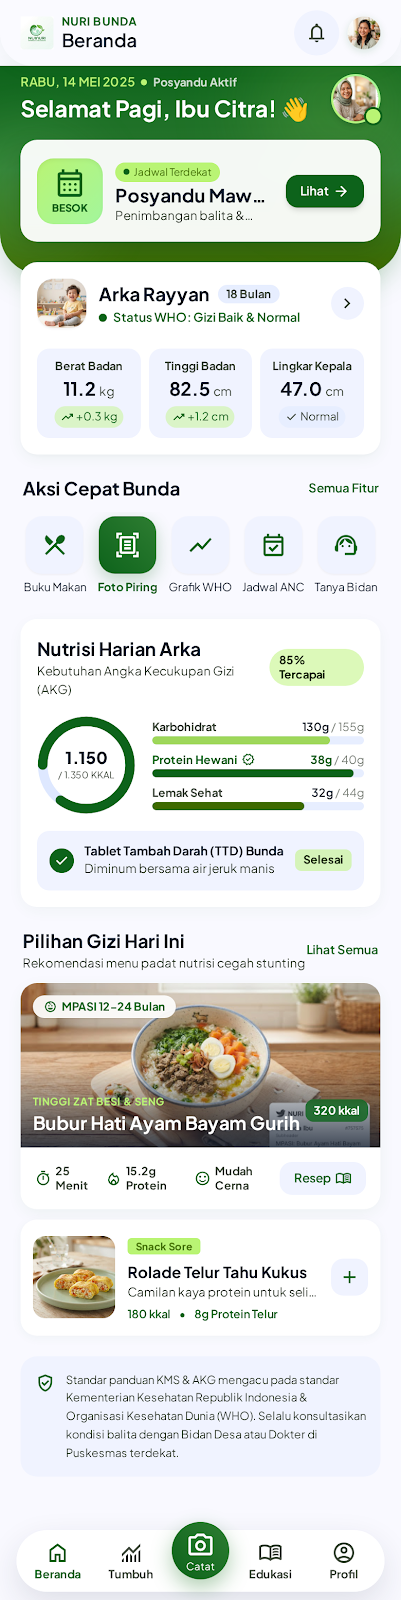 NURI BUNDA
Beranda
RABU, 14 MEI 2025 • Posyandu Aktif
Selamat Pagi, Ibu Citra! 👋
BESOK
• Jadwal Terdekat
Posyandu Maw...
Penimbangan balita &...
Lihat →
Arka Rayyan 18 Bulan
• Status WHO: Gizi Baik & Normal
Berat Badan
11.2 kg
+0.3 kg
Tinggi Badan
82.5 cm
+1.2 cm
Lingkar Kepala
47.0 cm
✓ Normal
Aksi Cepat Bunda
Semua Fitur
Buku Makan
Foto Piring
Grafik WHO
Jadwal ANC
Tanya Bidan
Nutrisi Harian Arka
Kebutuhan Angka Kecukupan Gizi
(AKG)
85%
Tercapai
1.150
/ 1.350 KKAL
Karbohidrat 130g / 155g
Protein Hewani 38g / 40g
Lemak Sehat 32g / 44g
Tablet Tambah Darah (TTD) Bunda
Diminum bersama air jeruk manis
Selesai
Pilihan Gizi Hari Ini
Rekomendasi menu padat nutrisi cegah stunting
Lihat Semua
MPASI 12–24 Bulan
TINGGI ZAT BESI & SENG
Bubur Hati Ayam Bayam Gurih
NURI
320 kkal
25
Menit
15.2g
Protein
Mudah
Cerna
Resep
Snack Sore
Rolade Telur Tahu Kukus
Camilan kaya protein untuk seli...
180 kkal • 8g Protein Telur
Standar panduan KMS & AKG mengacu pada standar
Kementerian Kesehatan Republik Indonesia &
Organisasi Kesehatan Dunia (WHO). Selalu konsultasikan
kondisi balita dengan Bidan Desa atau Dokter di
Puskesmas terdekat.
Beranda
Tumbuh
Catat
Edukasi
Profil